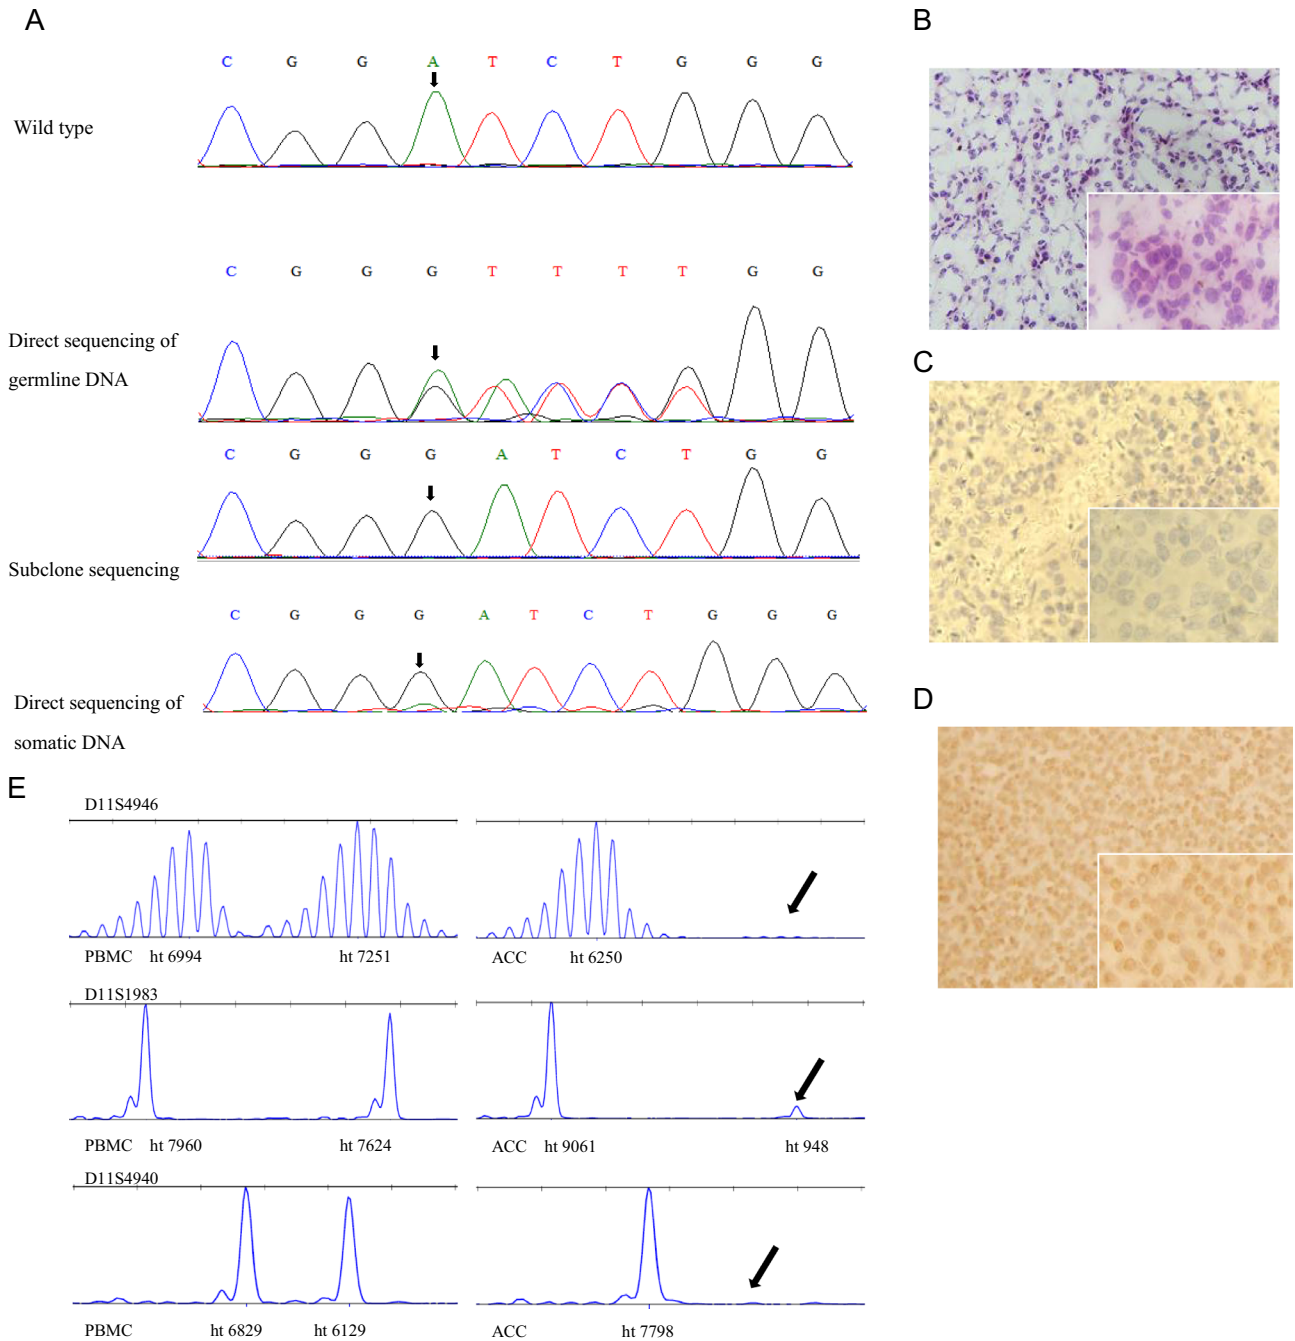 A
C G G A T C T G G G
Wild type
C G G G T T T T G G
Direct sequencing of
germline DNA
C G G G A T C T G G
Subclone sequencing
C G G G A T C T G G G
Direct sequencing of
somatic DNA
B
C
D
E
D11S4946
PBMC ht 6994 ht 7251 ACC ht 6250
D11S1983
PBMC ht 7960 ht 7624 ACC ht 9061 ht 948
D11S4940
PBMC ht 6829 ht 6129 ACC ht 7798